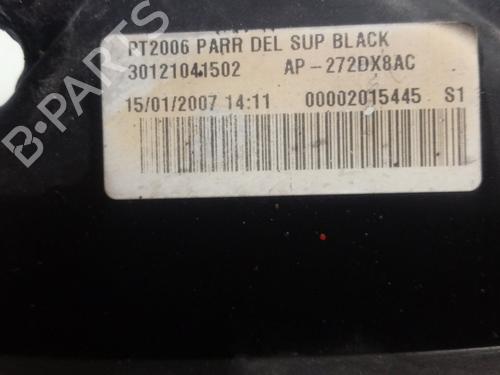 PT2006 PARR DEL SUP BLACK
30121041502 AP-272DX8AC
15/01/2007 14:11 00002015445 S1
B-PARTS